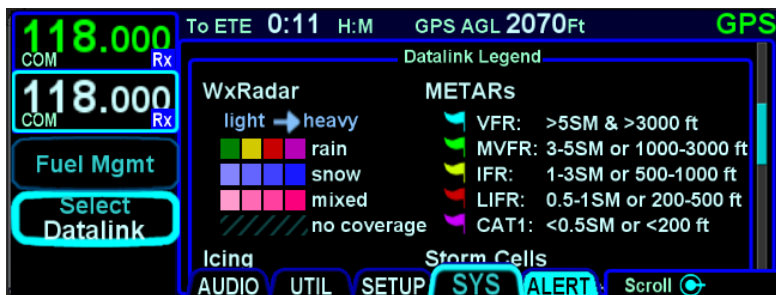 118.000
COM Rx
118.000
COM Rx
Fuel Mgmt
Select
Datalink
To ETE 0:11 H:M GPS AGL 2070Ft GPS
Datalink Legend
WxRadar
light heavy
rain
snow
mixed
no coverage
METARs
VFR: >5SM & >3000 ft
MVFR: 3-5SM or 1000-3000 ft
IFR: 1-3SM or 500-1000 ft
LIFR: 0.5-1SM or 200-500 ft
CAT1: <0.5SM or <200 ft
Icing
Storm Cells
AUDIO UTIL SETUP SYS ALERT Scroll